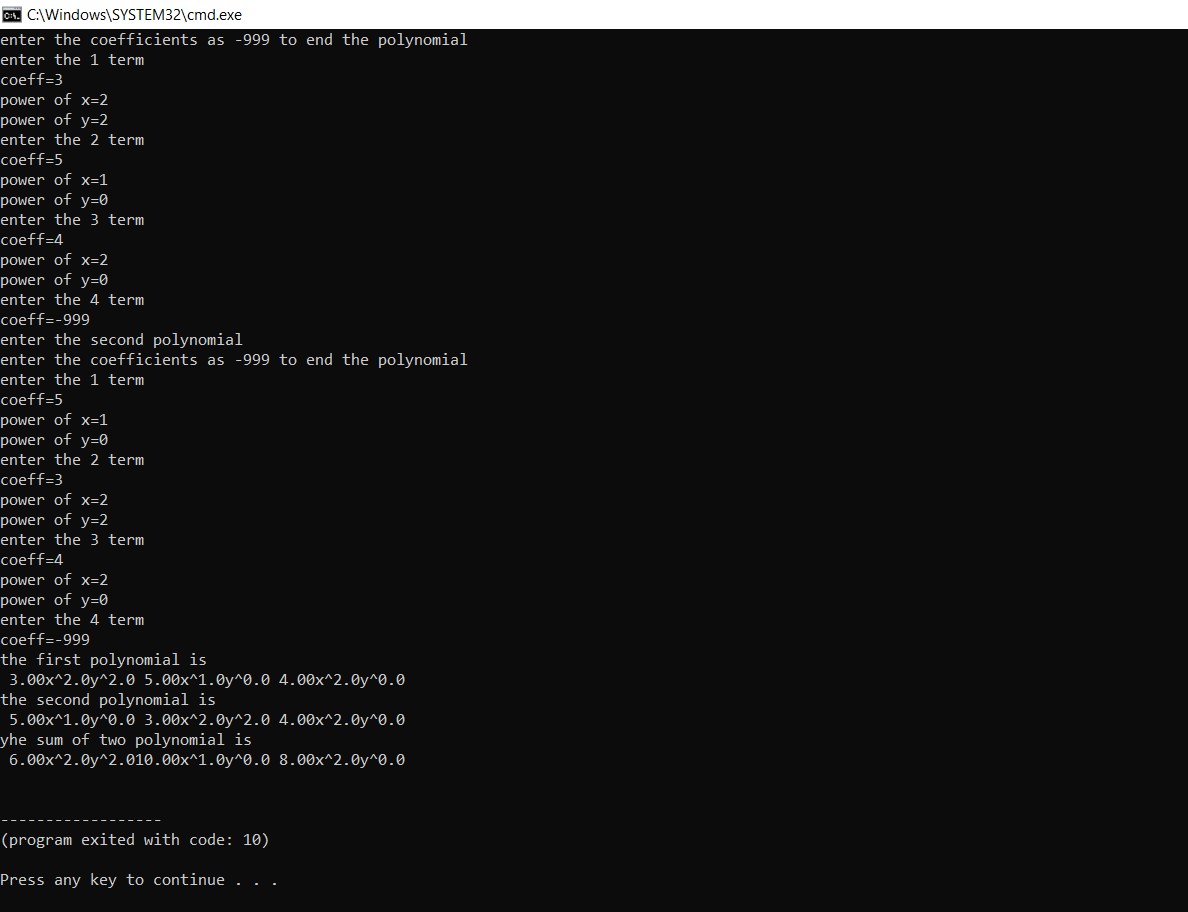 C:\Windows\SYSTEM32\cmd.exe
enter the coefficients as -999 to end the polynomial
enter the 1 term
coeff=3
power of x=2
power of y=2
enter the 2 term
coeff=5
power of x=1
power of y=0
enter the 3 term
coeff=4
power of x=2
power of y=0
enter the 4 term
coeff=-999
enter the second polynomial
enter the coefficients as -999 to end the polynomial
enter the 1 term
coeff=5
power of x=1
power of y=0
enter the 2 term
coeff=3
power of x=2
power of y=2
enter the 3 term
coeff=4
power of x=2
power of y=0
enter the 4 term
coeff=-999
the first polynomial is
 3.00x^2.0y^2.0 5.00x^1.0y^0.0 4.00x^2.0y^0.0
the second polynomial is
 5.00x^1.0y^0.0 3.00x^2.0y^2.0 4.00x^2.0y^0.0
yhe sum of two polynomial is
 6.00x^2.0y^2.010.00x^1.0y^0.0 8.00x^2.0y^0.0
------------------
(program exited with code: 10)
Press any key to continue . . .